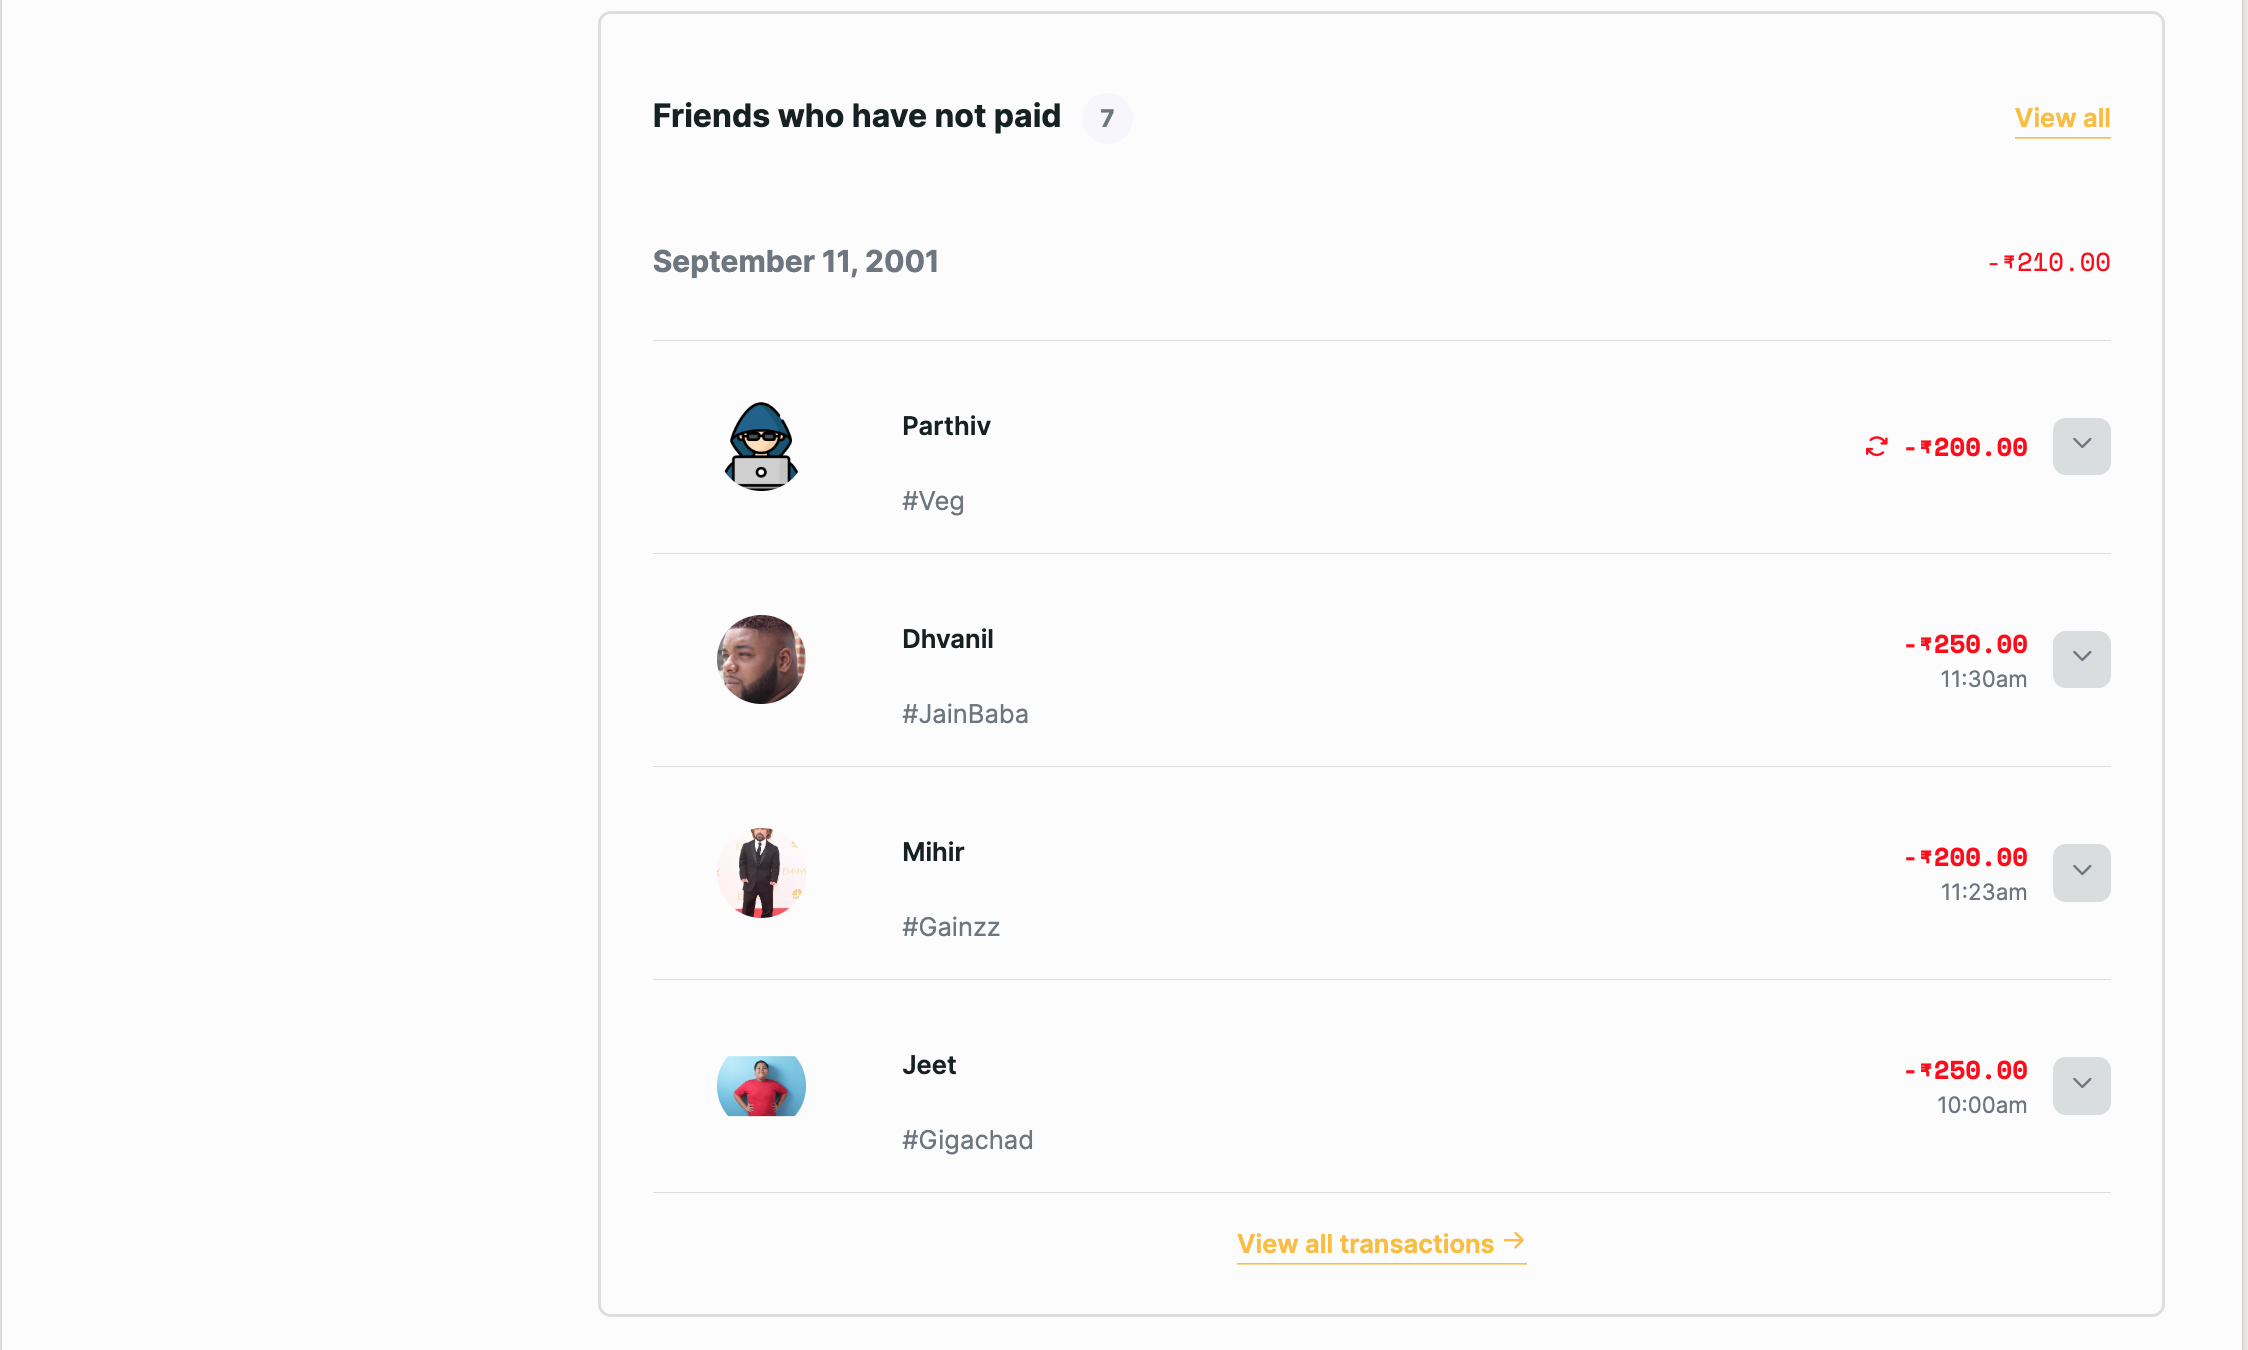 Friends who have not paid 7 View all
September 11, 2001 -₹210.00
Parthiv
-₹200.00
#Veg
Dhvanil
-₹250.00
11:30am
#JainBaba
Mihir
-₹200.00
11:23am
#Gainzz
Jeet
-₹250.00
10:00am
#Gigachad
View all transactions →